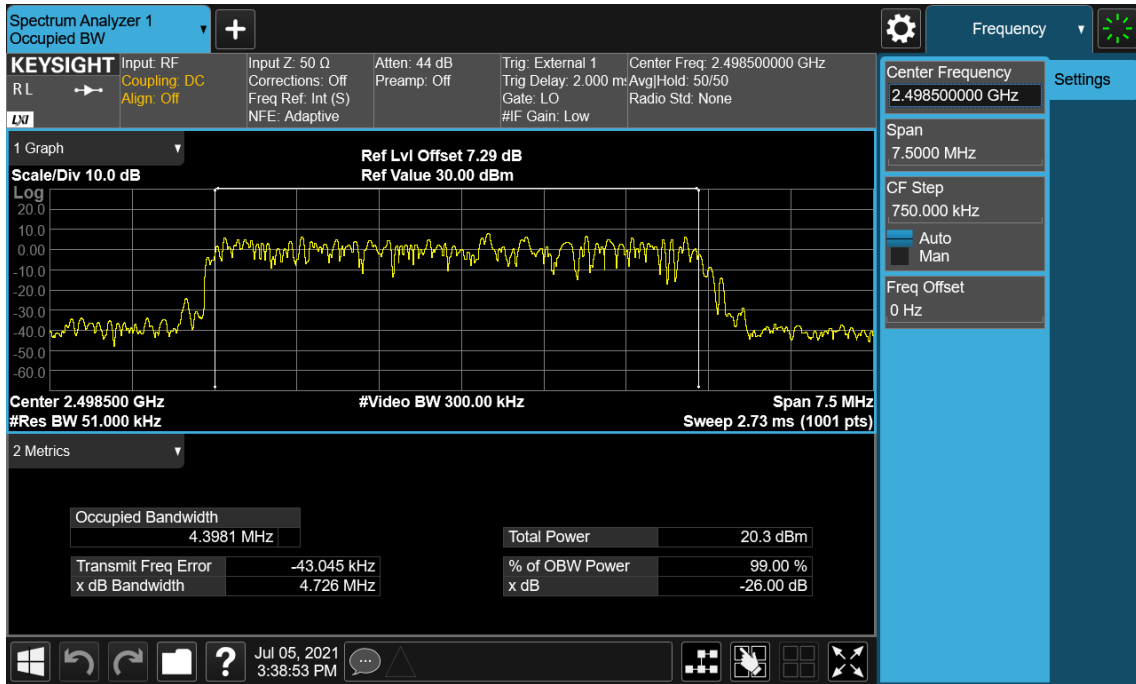 Spectrum Analyzer 1
Occupied BW
Frequency
KEYSIGHT
R L
LXI
Input: RF
Coupling: DC
Align: Off
Input Z: 50 Ω
Corrections: Off
Freq Ref: Int (S)
NFE: Adaptive
Atten: 44 dB
Preamp: Off
Trig: External 1
Trig Delay: 2.000 ms
Gate: LO
#IF Gain: Low
Center Freq: 2.498500000 GHz
Avg|Hold: 50/50
Radio Std: None
Center Frequency
2.498500000 GHz
Settings
Span
7.5000 MHz
CF Step
750.000 kHz
Auto
Man
Freq Offset
0 Hz
1 Graph
Scale/Div 10.0 dB
Ref Lvl Offset 7.29 dB
Ref Value 30.00 dBm
Log
20.0
10.0
0.00
-10.0
-20.0
-30.0
-40.0
-50.0
-60.0
Center 2.498500 GHz
#Video BW 300.00 kHz
Span 7.5 MHz
#Res BW 51.000 kHz
Sweep 2.73 ms (1001 pts)
2 Metrics
Occupied Bandwidth
4.3981 MHz
Total Power 20.3 dBm
Transmit Freq Error -43.045 kHz
% of OBW Power 99.00 %
x dB Bandwidth 4.726 MHz
x dB -26.00 dB
?
Jul 05, 2021
3:38:53 PM